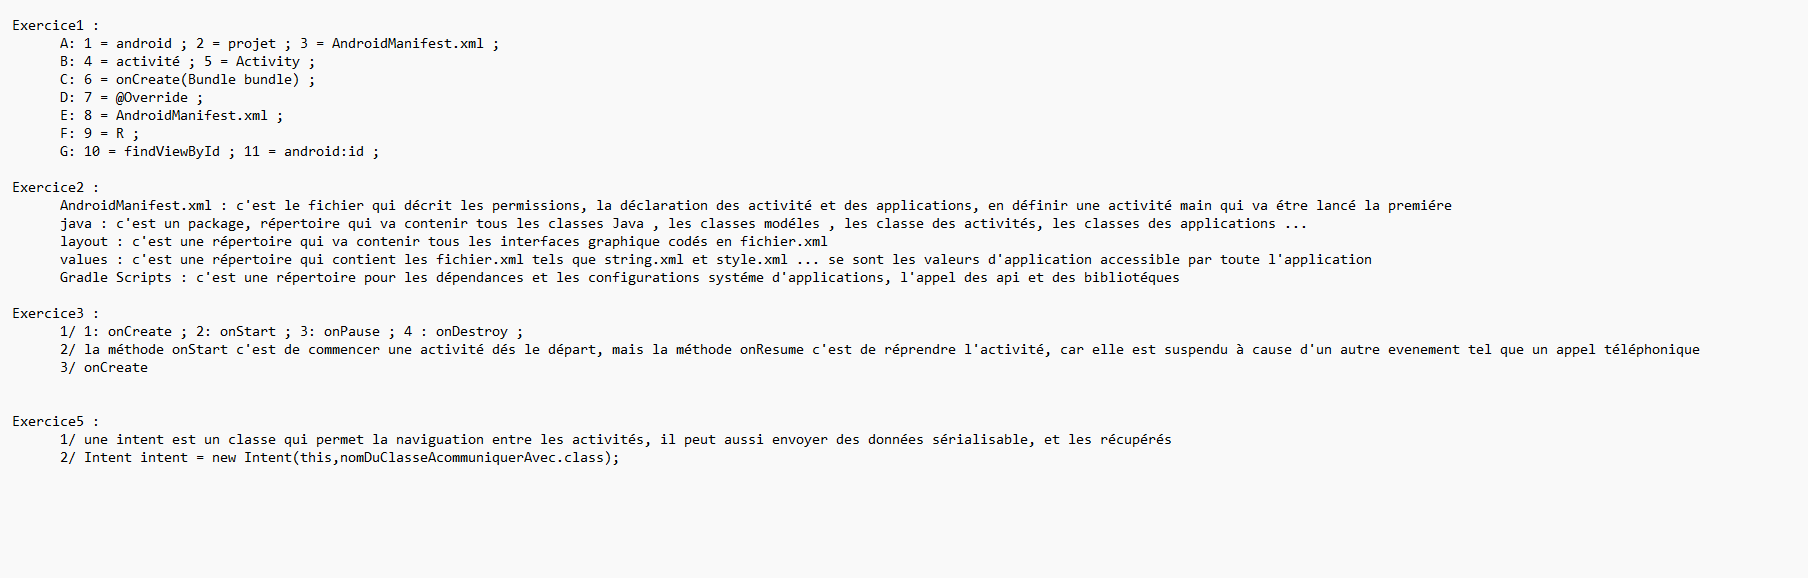 Exercice1 :
A: 1 = android ; 2 = projet ; 3 = AndroidManifest.xml ;
B: 4 = activité ; 5 = Activity ;
C: 6 = onCreate(Bundle bundle) ;
D: 7 = @Override ;
E: 8 = AndroidManifest.xml ;
F: 9 = R ;
G: 10 = findViewById ; 11 = android:id ;
Exercice2 :
AndroidManifest.xml : c'est le fichier qui décrit les permissions, la déclaration des activité et des applications, en définir une activité main qui va étre lancé la premiére
java : c'est un package, répertoire qui va contenir tous les classes Java , les classes modéles , les classe des activités, les classes des applications ...
layout : c'est une répertoire qui va contenir tous les interfaces graphique codés en fichier.xml
values : c'est une répertoire qui contient les fichier.xml tels que string.xml et style.xml ... se sont les valeurs d'application accessible par toute l'application
Gradle Scripts : c'est une répertoire pour les dépendances et les configurations systéme d'applications, l'appel des api et des bibliotéques
Exercice3 :
1/ 1: onCreate ; 2: onStart ; 3: onPause ; 4 : onDestroy ;
2/ la méthode onStart c'est de commencer une activité dés le départ, mais la méthode onResume c'est de réprendre l'activité, car elle est suspendu à cause d'un autre evenement tel que un appel téléphonique
3/ onCreate
Exercice5 :
1/ une intent est un classe qui permet la naviguation entre les activités, il peut aussi envoyer des données sérialisable, et les récupérés
2/ Intent intent = new Intent(this,nomDuClasseAcommuniquerAvec.class);